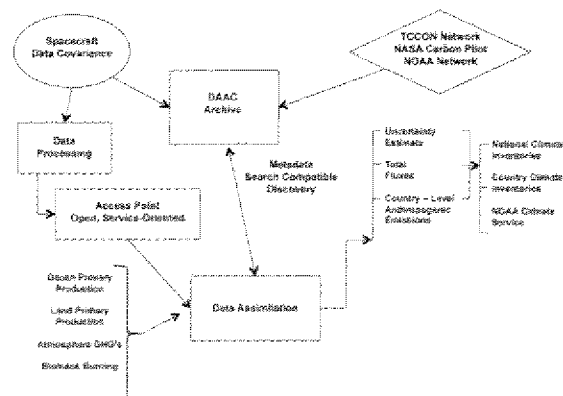 Spacecraft
Data Covariance
TCCON Network
NASA Carbon Pilot
NOAA Network
DAAC
Archive
Data
Processing
Metadata
Search Compatible
Discovery
Access Point
Open, Service-Oriented
Uncertainty
Estimate
Total
Fluxes
Country – Level
Anthropogenic
Emissions
National Climate
Inventories
Country Climate
Inventories
NOAA Climate
Service
Ocean Primary
Production
Land Primary
Production
Atmosphere GHG's
Biomass Burning
Data Assimilation